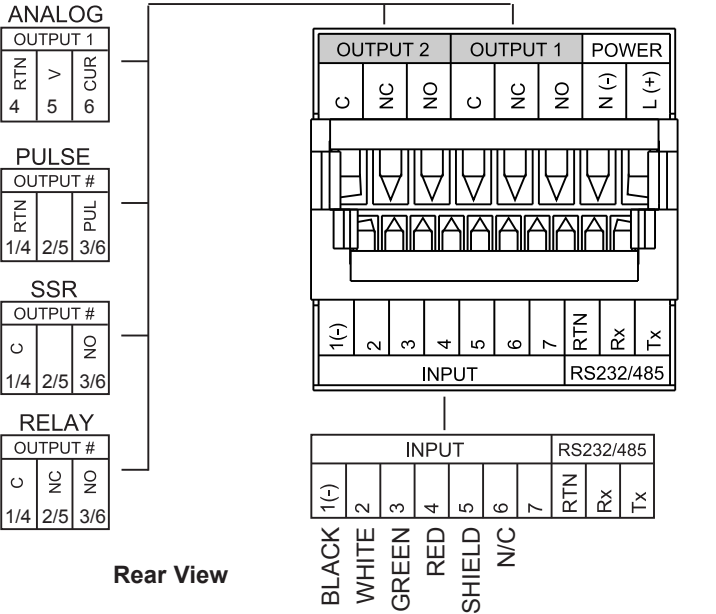 ANALOG
OUTPUT 1
RTN V CUR
4 5 6
PULSE
OUTPUT #
RTN PUL
1/4 2/5 3/6
SSR
OUTPUT #
C NO
1/4 2/5 3/6
RELAY
OUTPUT #
C NC NO
1/4 2/5 3/6
OUTPUT 2 OUTPUT 1 POWER
C NC NO C NC NO N (-) L (+)
1(-) 2 3 4 5 6 7 RTN Rx Tx
INPUT RS232/485
INPUT RS232/485
1(-) 2 3 4 5 6 7 RTN Rx Tx
BLACK WHITE GREEN RED SHIELD N/C
Rear View